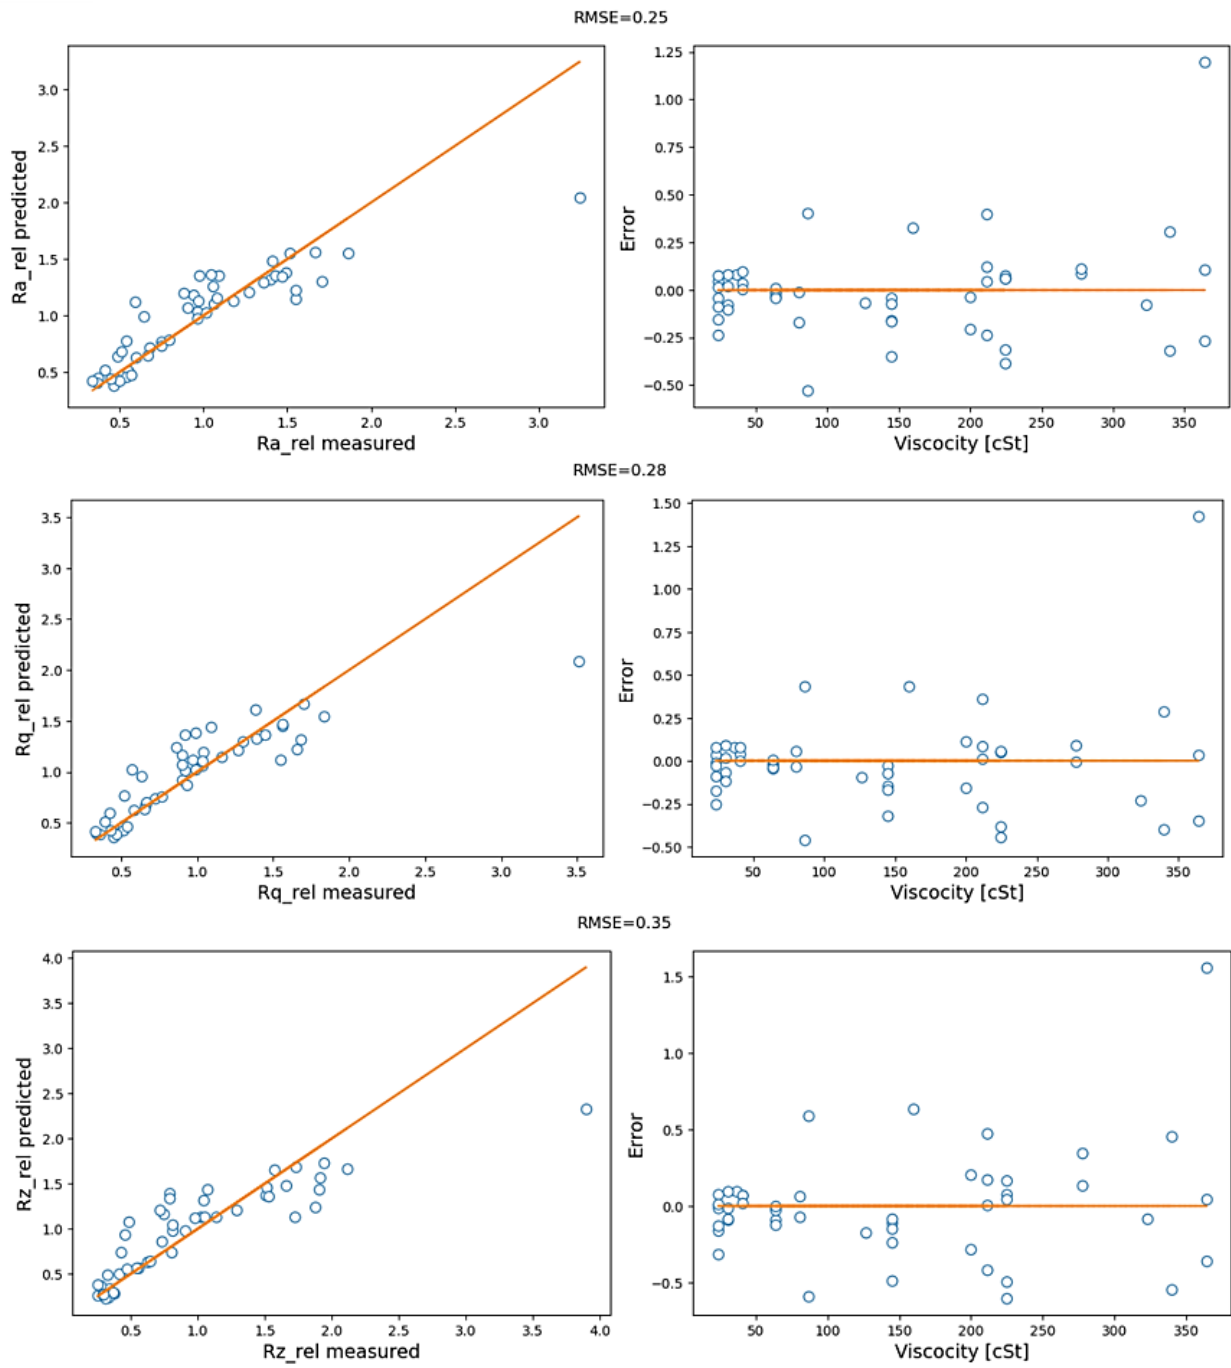 RMSE=0.25
3.0
2.5
2.0
1.5
1.0
0.5
Ra_rel predicted
0.5 1.0 1.5 2.0 2.5 3.0
Ra_rel measured
1.25
1.00
0.75
0.50
0.25
0.00
−0.25
−0.50
Error
50 100 150 200 250 300 350
Viscocity [cSt]
RMSE=0.28
3.5
3.0
2.5
2.0
1.5
1.0
0.5
Rq_rel predicted
0.5 1.0 1.5 2.0 2.5 3.0 3.5
Rq_rel measured
1.50
1.25
1.00
0.75
0.50
0.25
0.00
−0.25
−0.50
Error
50 100 150 200 250 300 350
Viscocity [cSt]
RMSE=0.35
4.0
3.5
3.0
2.5
2.0
1.5
1.0
0.5
Rz_rel predicted
0.5 1.0 1.5 2.0 2.5 3.0 3.5 4.0
Rz_rel measured
1.5
1.0
0.5
0.0
−0.5
Error
50 100 150 200 250 300 350
Viscocity [cSt]